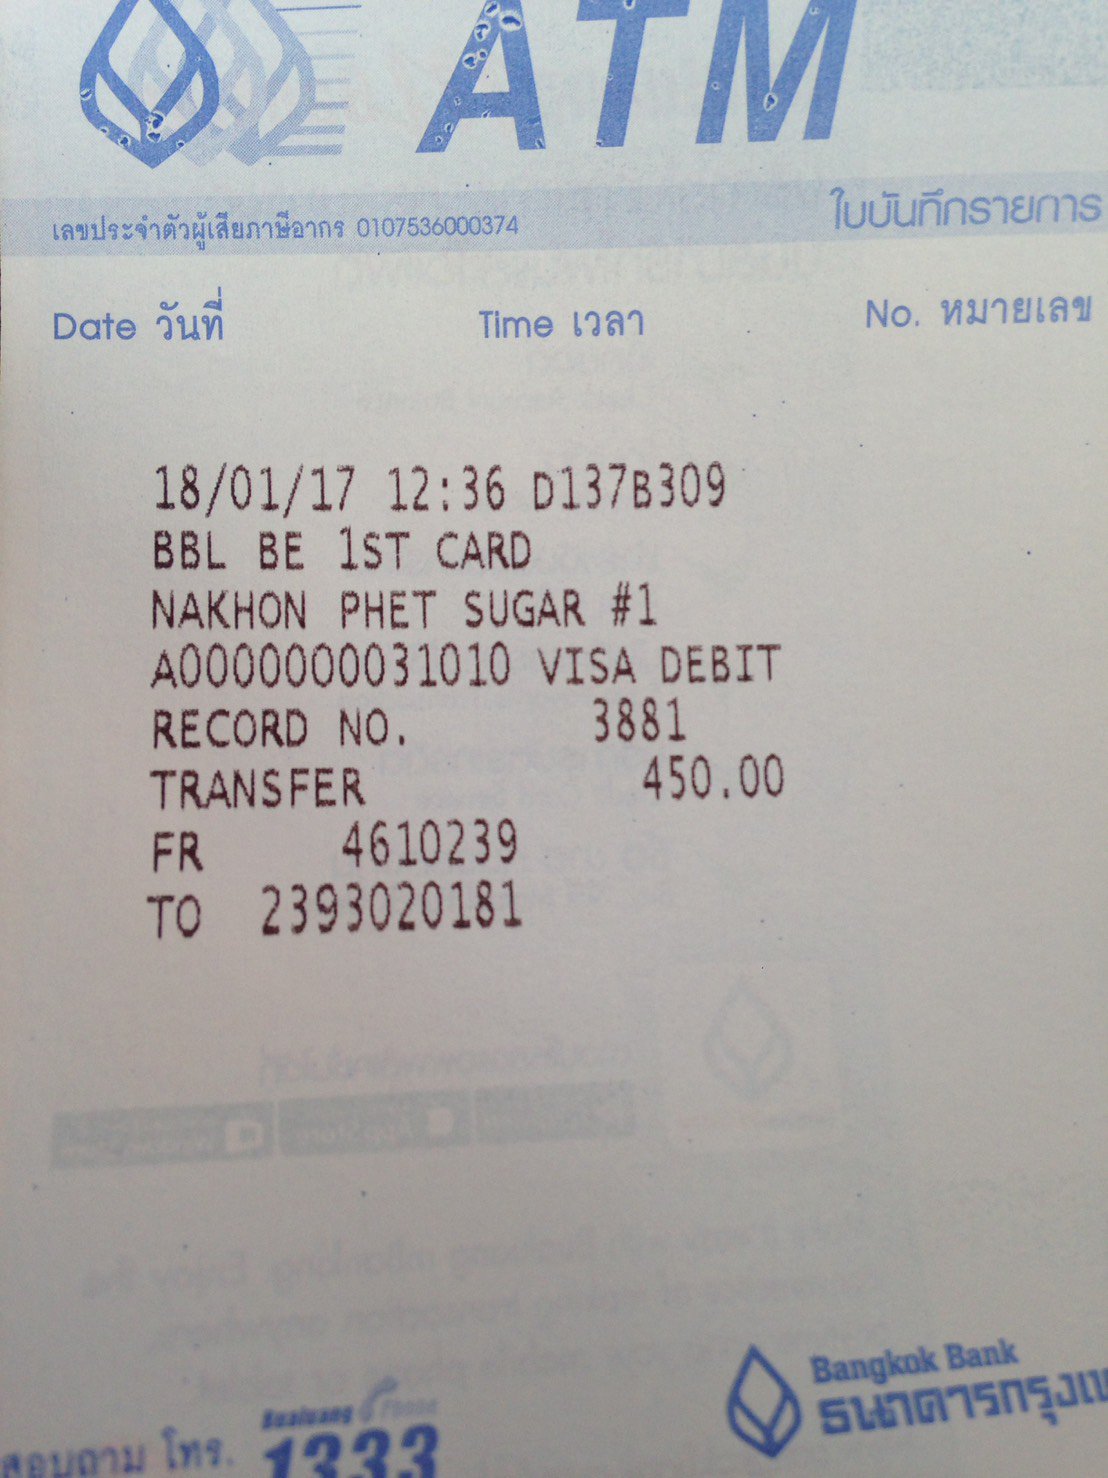 ATM
เลขประจำตัวผู้เสียภาษีอากร 0107536000374
ใบบันทึกรายการ
Date วันที่ Time เวลา No. หมายเลข
18/01/17 12:36 D137B309
BBL BE 1ST CARD
NAKHON PHET SUGAR #1
A0000000031010 VISA DEBIT
RECORD NO. 3881
TRANSFER 450.00
FR 4610239
TO 2393020181
Bangkok Bank
ธนาคารกรุงเท
สอบถาม โทร. Bualuang Phone
1333